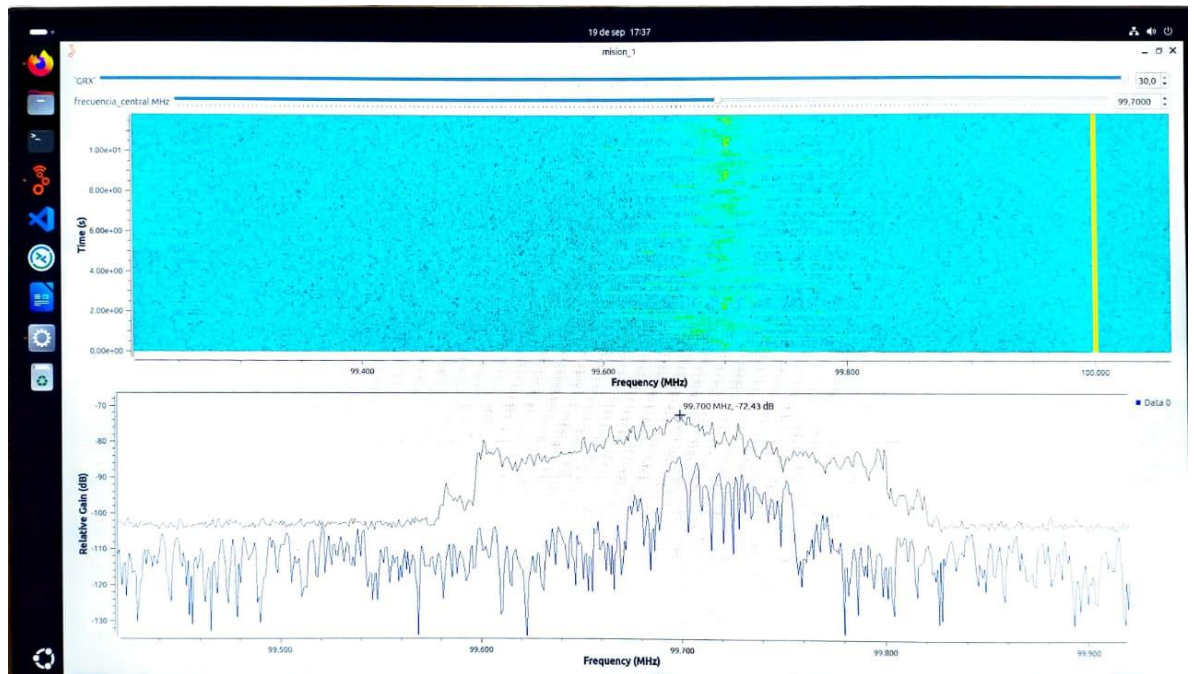 19 de sep 17:37
mision_1
'GRX'
30,0
frecuencia_central MHz
99,7000
Time (s)
1.00e+01
8.00e+00
6.00e+00
4.00e+00
2.00e+00
0.00e+00
99.400
99.600
99.800
100.000
Frequency (MHz)
Relative Gain (dB)
-70
-80
-90
-100
-110
-120
-130
99.700 MHz, -72.43 dB
Data 0
99.500
99.600
99.700
99.800
99.900
Frequency (MHz)